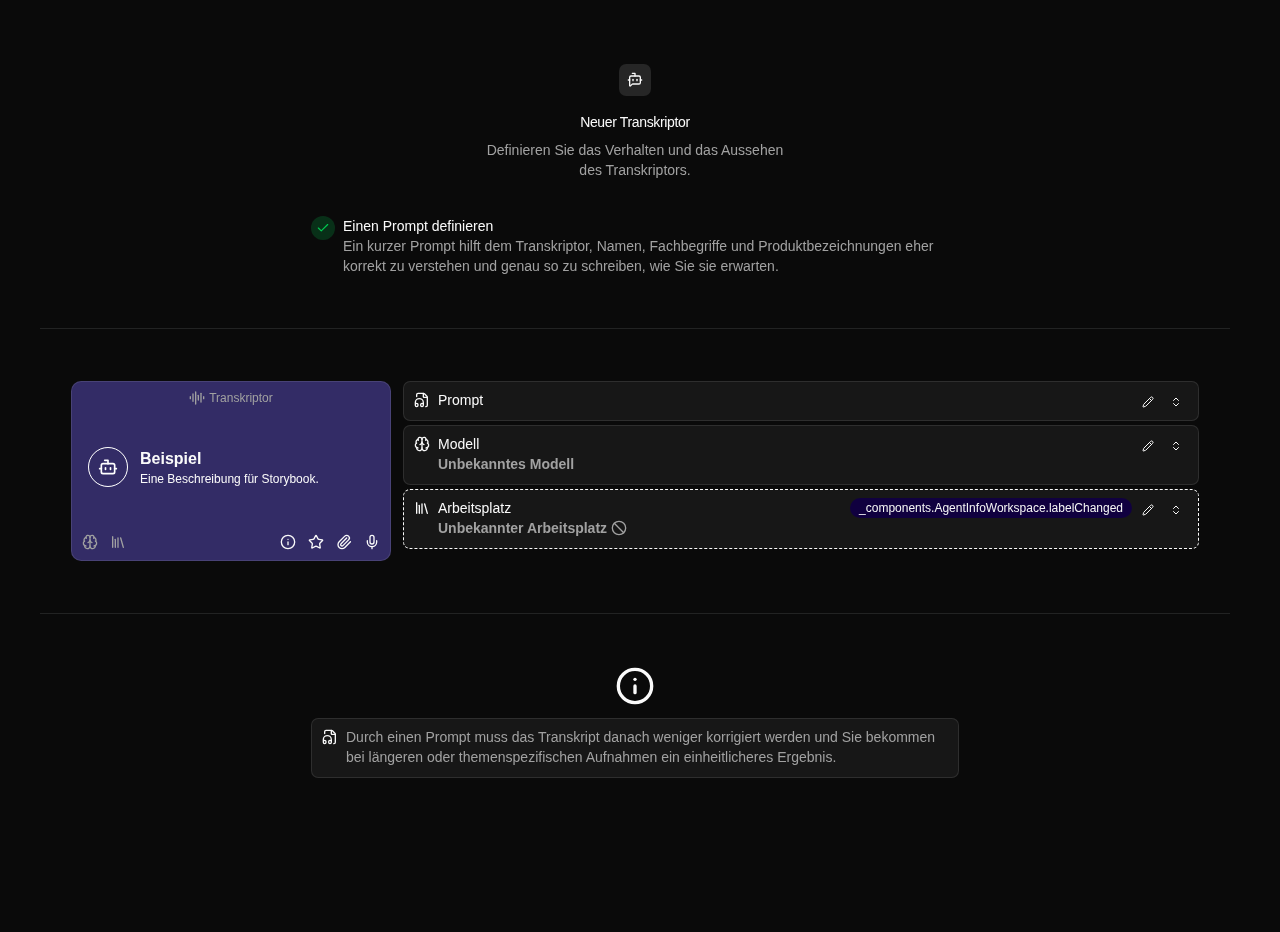 Neuer Transkriptor
Definieren Sie das Verhalten und das Aussehen
des Transkriptors.
Einen Prompt definieren
Ein kurzer Prompt hilft dem Transkriptor, Namen, Fachbegriffe und Produktbezeichnungen eher
korrekt zu verstehen und genau so zu schreiben, wie Sie sie erwarten.
Transkriptor
Beispiel
Eine Beschreibung für Storybook.
Prompt
Modell
Unbekanntes Modell
Arbeitsplatz
_components.AgentInfoWorkspace.labelChanged
Unbekannter Arbeitsplatz
Durch einen Prompt muss das Transkript danach weniger korrigiert werden und Sie bekommen
bei längeren oder themenspezifischen Aufnahmen ein einheitlicheres Ergebnis.